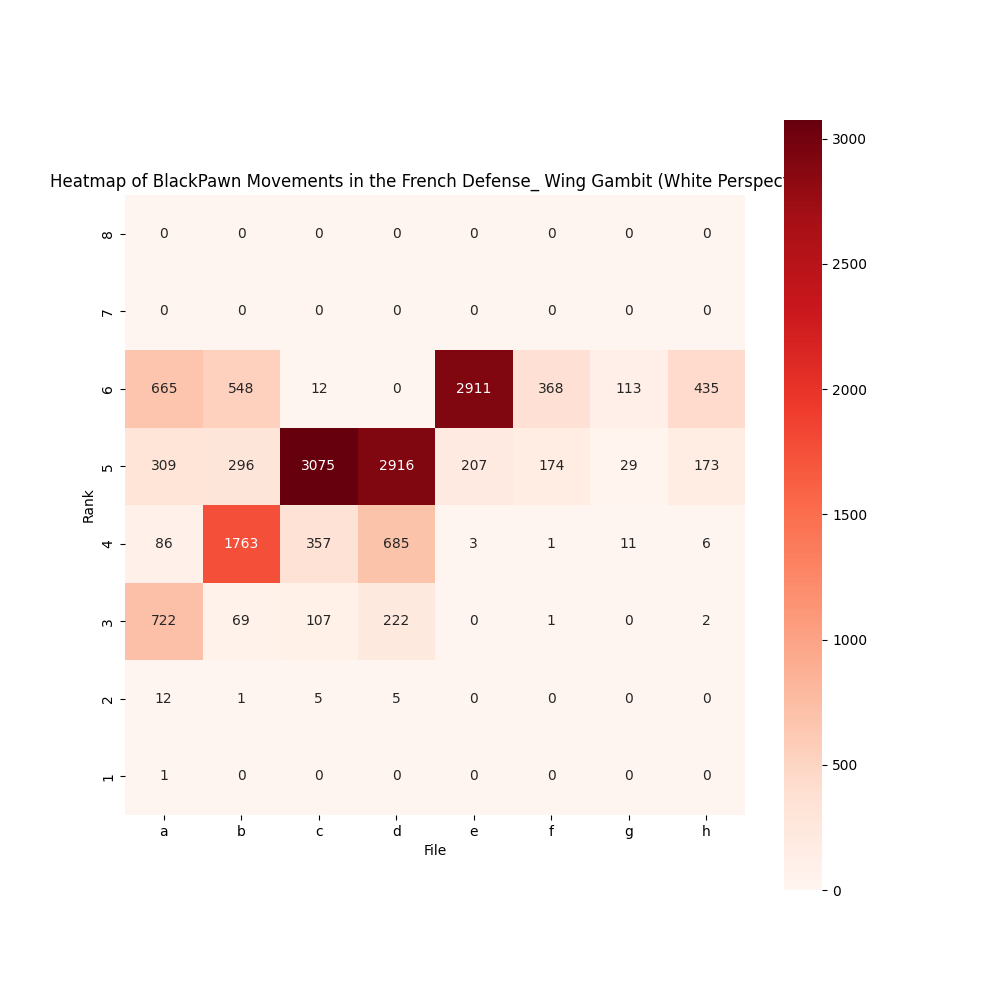 Heatmap of BlackPawn Movements in the French Defense_ Wing Gambit (White Perspec
8 0 0 0 0 0 0 0 0
7 0 0 0 0 0 0 0 0
6 665 548 12 0 2911 368 113 435
5 309 296 3075 2916 207 174 29 173
4 86 1763 357 685 3 1 11 6
3 722 69 107 222 0 1 0 2
2 12 1 5 5 0 0 0 0
1 1 0 0 0 0 0 0 0
a b c d e f g h
Rank
File
3000
2500
2000
1500
1000
500
0